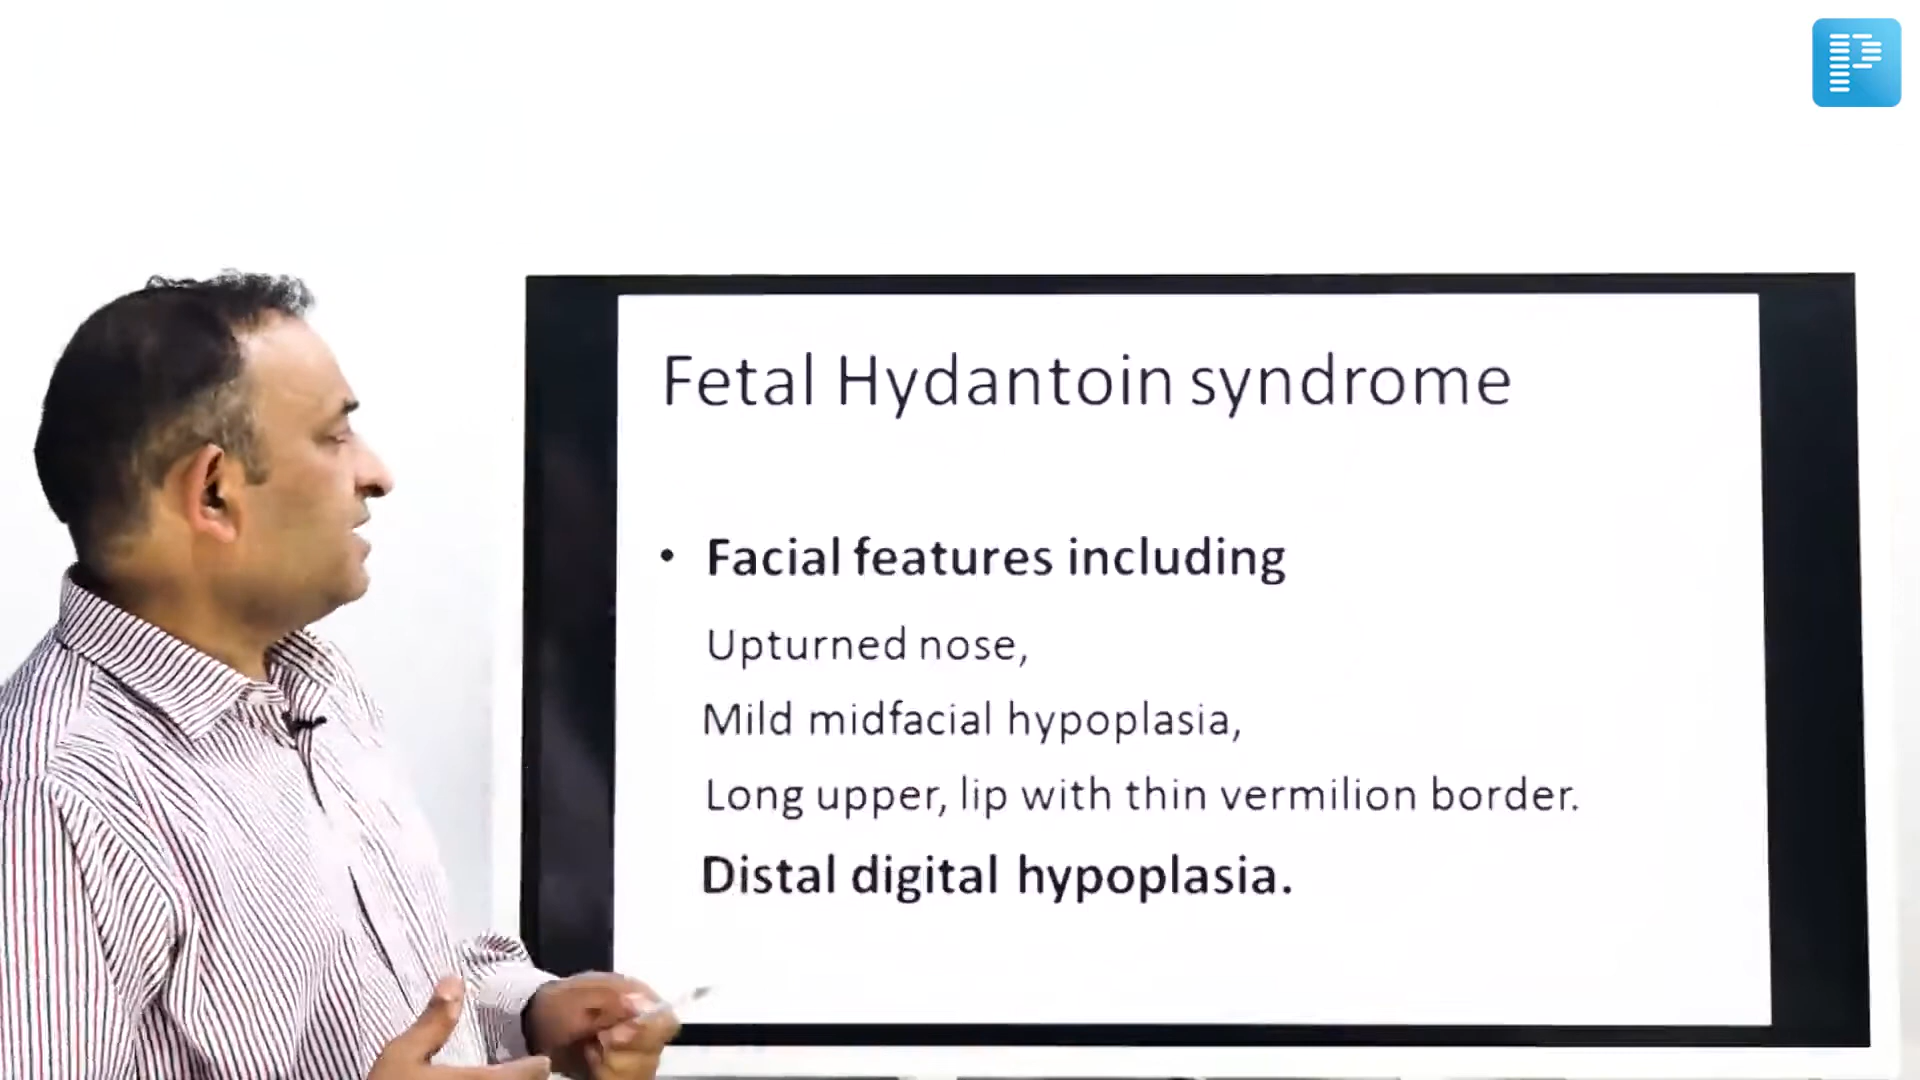 Fetal Hydantoin syndrome
• Facial features including
Upturned nose,
Mild midfacial hypoplasia,
Long upper, lip with thin vermilion border.
Distal digital hypoplasia.